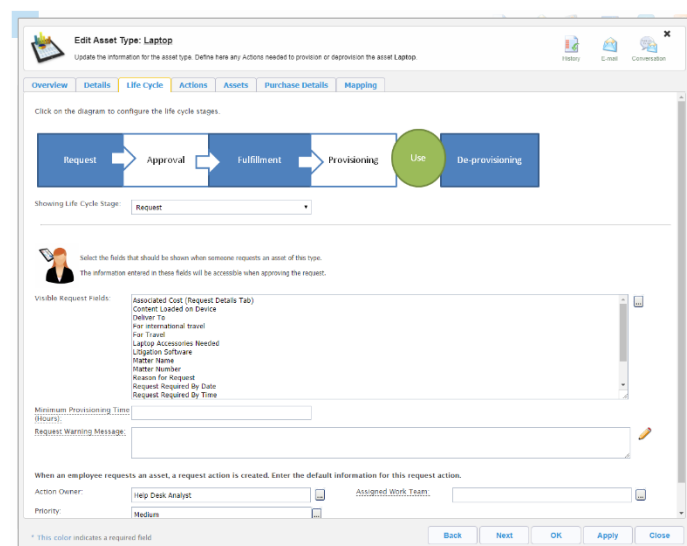 Edit Asset Type: Laptop
Update the information for the asset type. Define here any Actions needed to provision or deprovision the asset Laptop.
History E-mail Conversation
Overview Details Life Cycle Actions Assets Purchase Details Mapping
Click on the diagram to configure the life cycle stages.
Request Approval Fulfillment Provisioning Use De-provisioning
Showing Life Cycle Stage: Request
Select the fields that should be shown when someone requests an asset of this type.
The information entered in these fields will be accessible when approving the request.
Visible Request Fields:
Associated Cost (Request Details Tab)
Content Loaded on Device
Deliver To
For international travel
For Travel
Laptop Accessories Needed
Litigation Software
Matter Name
Matter Number
Reason for Request
Request Required By Date
Request Required By Time
Minimum Provisioning Time
(Hours):
Request Warning Message:
When an employee requests an asset, a request action is created. Enter the default information for this request action.
Action Owner: Help Desk Analyst ... Assigned Work Team: ...
Priority: Medium ...
* This color indicates a required field
Back Next OK Apply Close